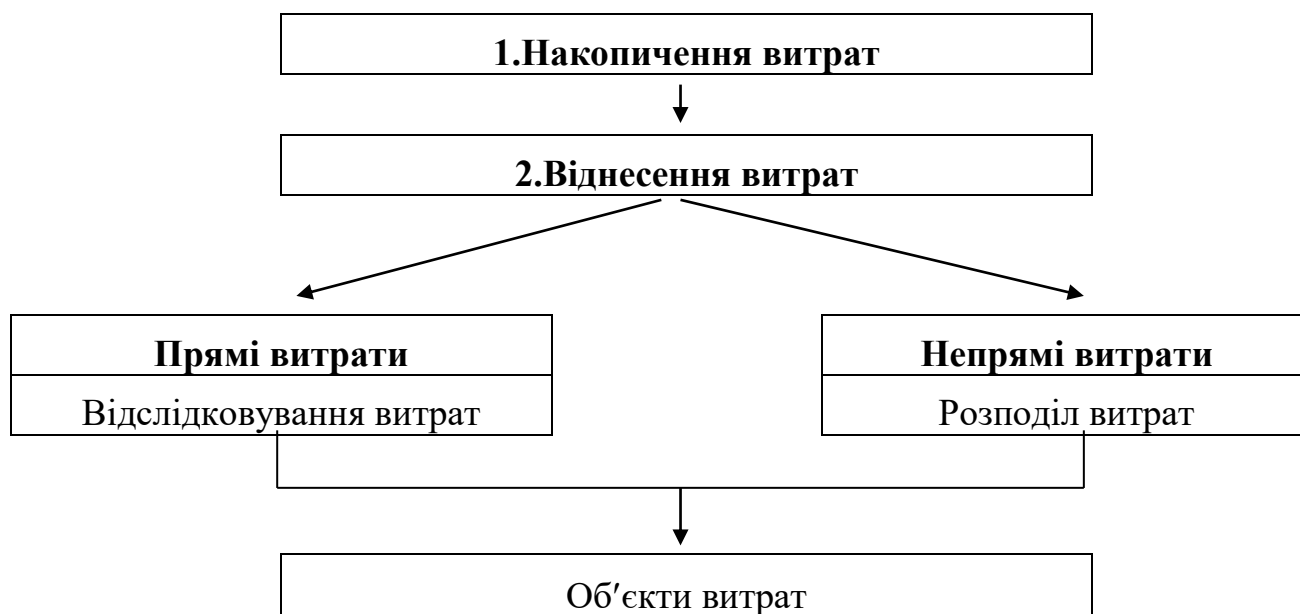 1.Накопичення витрат
2.Віднесення витрат
Прямі витрати
Непрямі витрати
Відслідковування витрат
Розподіл витрат
Об′єкти витрат